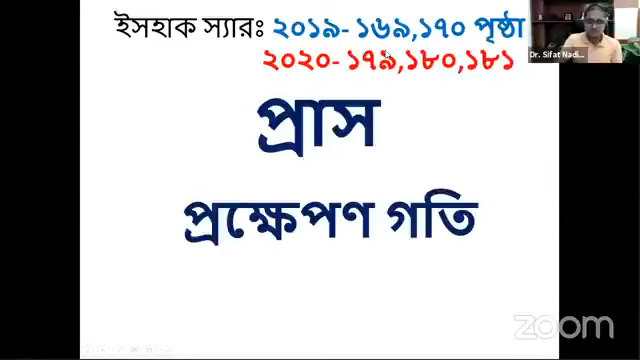 ইসহাক স্যারঃ ২০১৯- ১৬৯,১৭০ পৃষ্ঠা
২০২০- ১৭৯,১৮০,১৮১
Dr. Sifat Nadi...
প্রাস
প্রক্ষেপণ গতি
zoom